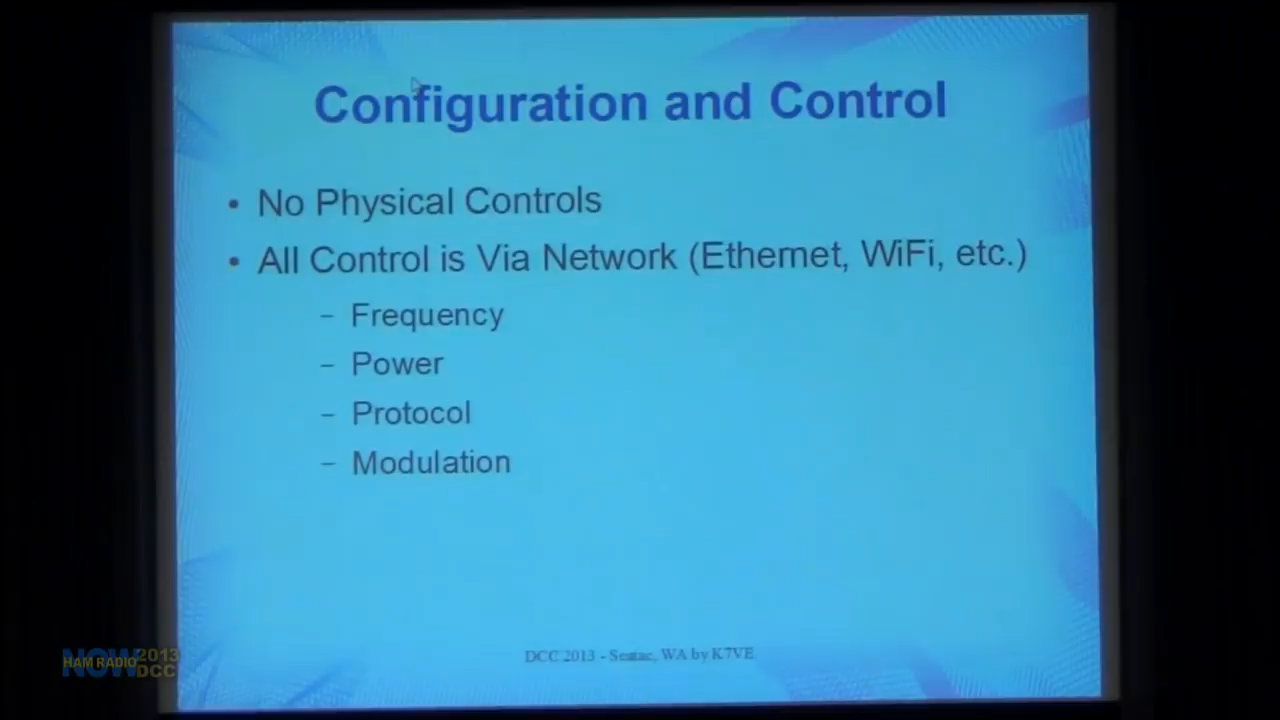 Configuration and Control
• No Physical Controls
• All Control is Via Network (Ethernet, WiFi, etc.)
– Frequency
– Power
– Protocol
– Modulation
DCC 2013 - Seatac, WA by K7VE
NOW
HAM RADIO
2013
DCC